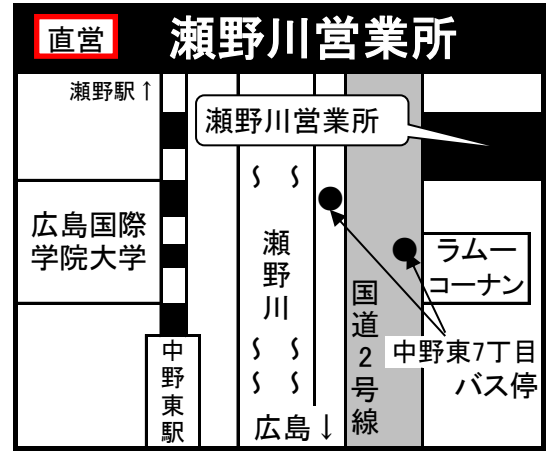 直営
瀬野川営業所
瀬野駅↑
瀬野川営業所
広島国際
学院大学
瀬野川
ラムー
コーナン
国道2号線
中野東7丁目
バス停
中野東駅
広島↓